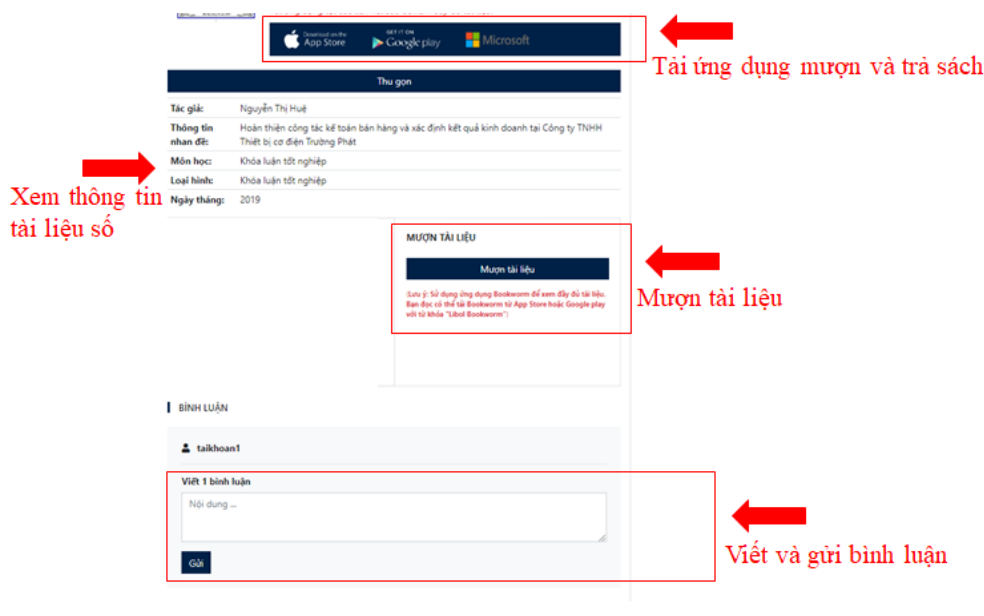 Download on the
App Store
GET IT ON
Google play
Microsoft
Tải ứng dụng mượn và trả sách
Thu gọn
Tác giả: Nguyễn Thị Huệ
Thông tin nhan đề: Hoàn thiện công tác kế toán bán hàng và xác định kết quả kinh doanh tại Công ty TNHH
Thiết bị cơ điện Trường Phát
Môn học: Khóa luận tốt nghiệp
Loại hình: Khóa luận tốt nghiệp
Ngày tháng: 2019
Xem thông tin
tài liệu số
MƯỢN TÀI LIỆU
Mượn tài liệu
(Lưu ý: Sử dụng ứng dụng Bookworm để xem đầy đủ tài liệu.
Bạn đọc có thể tải Bookworm từ App Store hoặc Google play
với từ khóa "Libol Bookworm")
Mượn tài liệu
BÌNH LUẬN
taikhoan1
Viết 1 bình luận
Nội dung ...
Gửi
Viết và gửi bình luận